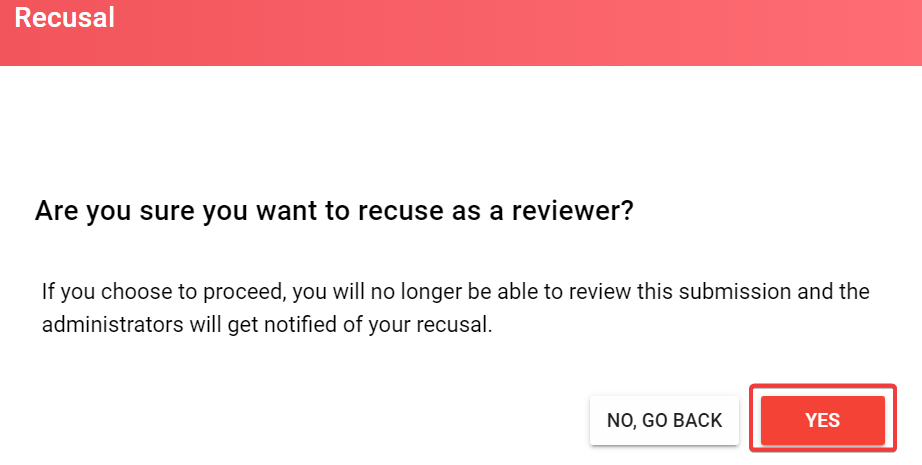 Recusal
Are you sure you want to recuse as a reviewer?
If you choose to proceed, you will no longer be able to review this submission and the
administrators will get notified of your recusal.
NO, GO BACK
YES